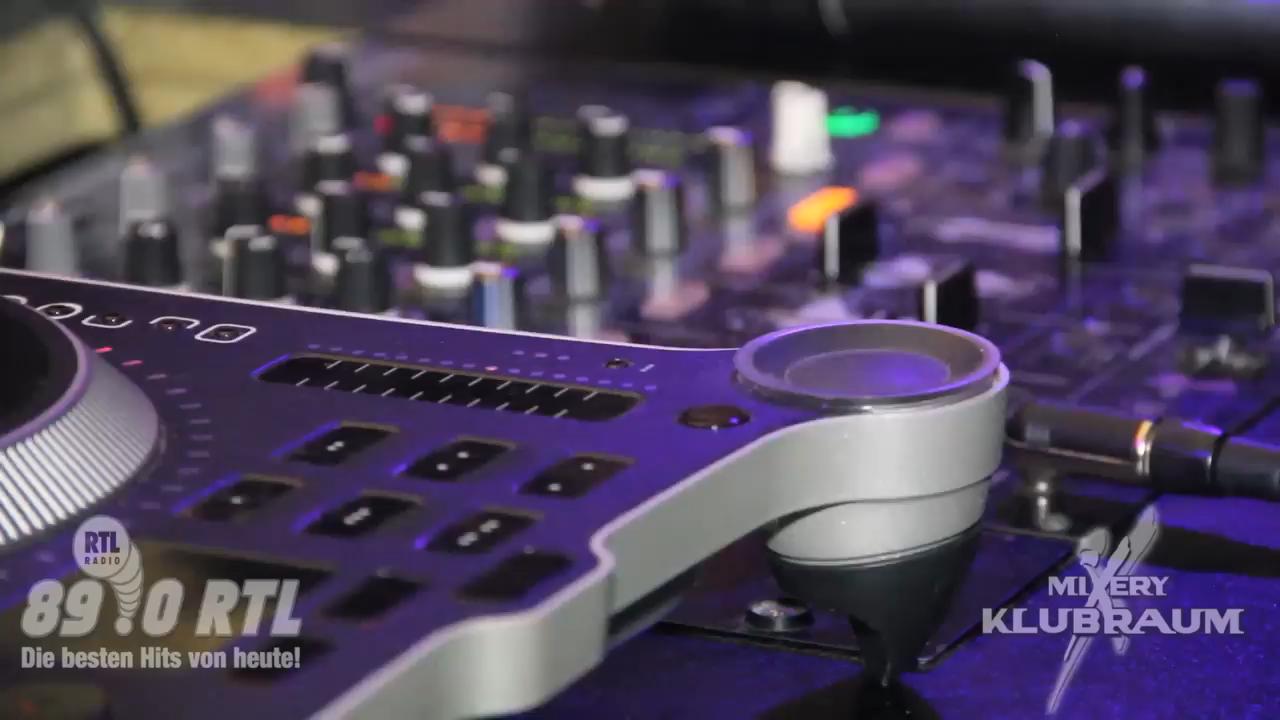 RTL
RADIO
89.0 RTL
Die besten Hits von heute!
MIXERY
KLUBRAUM